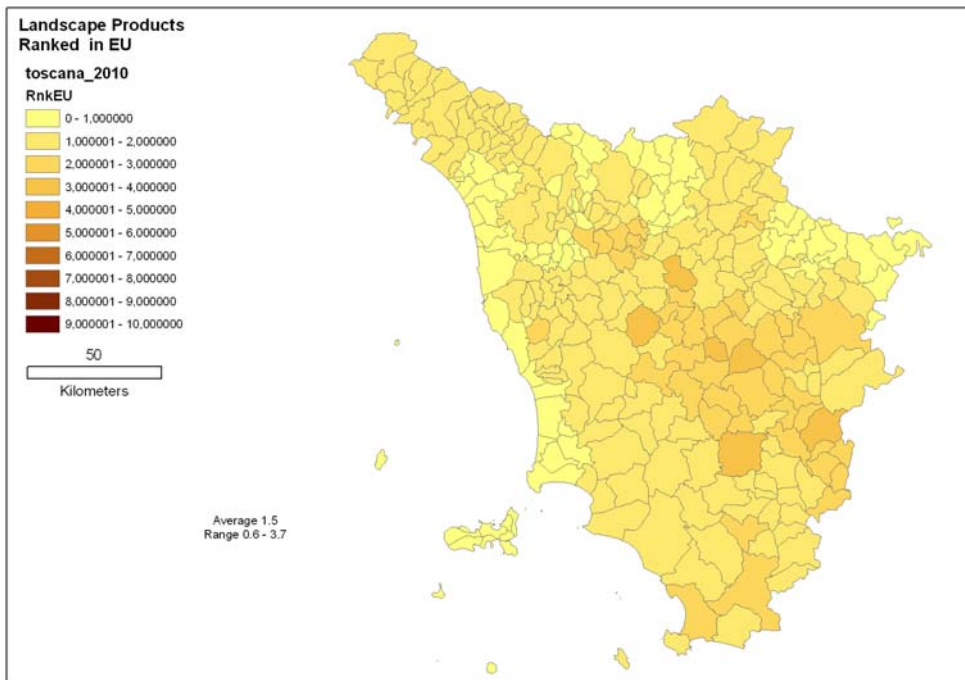 Landscape Products
Ranked in EU
toscana_2010
RnkEU
0 - 1,000000
1,000001 - 2,000000
2,000001 - 3,000000
3,000001 - 4,000000
4,000001 - 5,000000
5,000001 - 6,000000
6,000001 - 7,000000
7,000001 - 8,000000
8,000001 - 9,000000
9,000001 - 10,000000
50
Kilometers
Average 1.5
Range 0.6 - 3.7